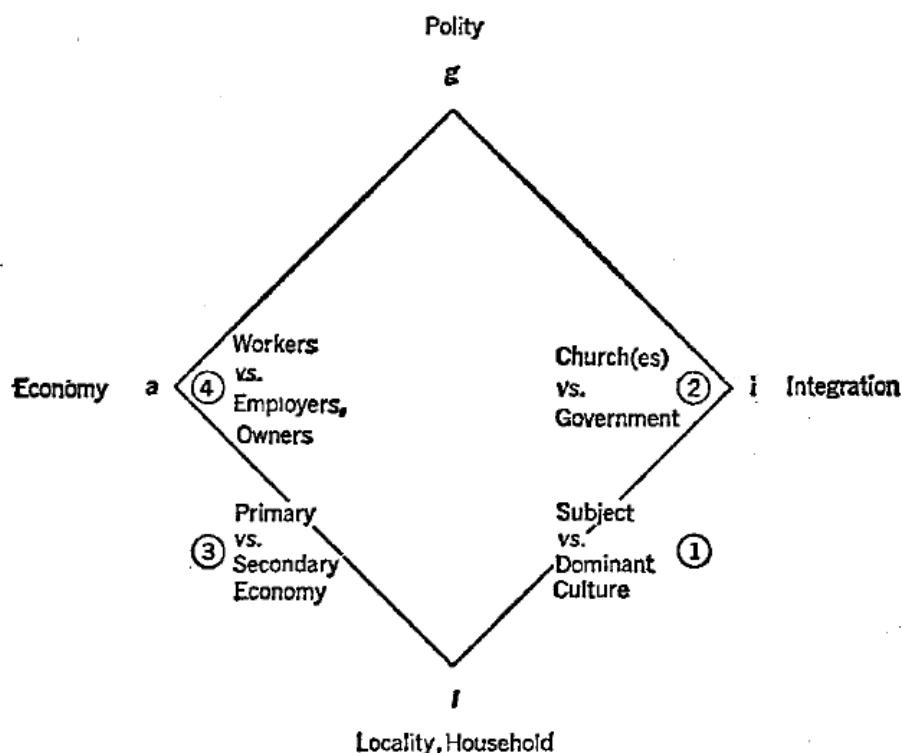 Polity
g
Workers
vs.
Employers,
Owners
Economy a ④
Church(es)
vs.
Government
② i Integration
Primary
vs.
Secondary
Economy
③
Subject
vs.
Dominant
Culture
①
l
Locality, Household